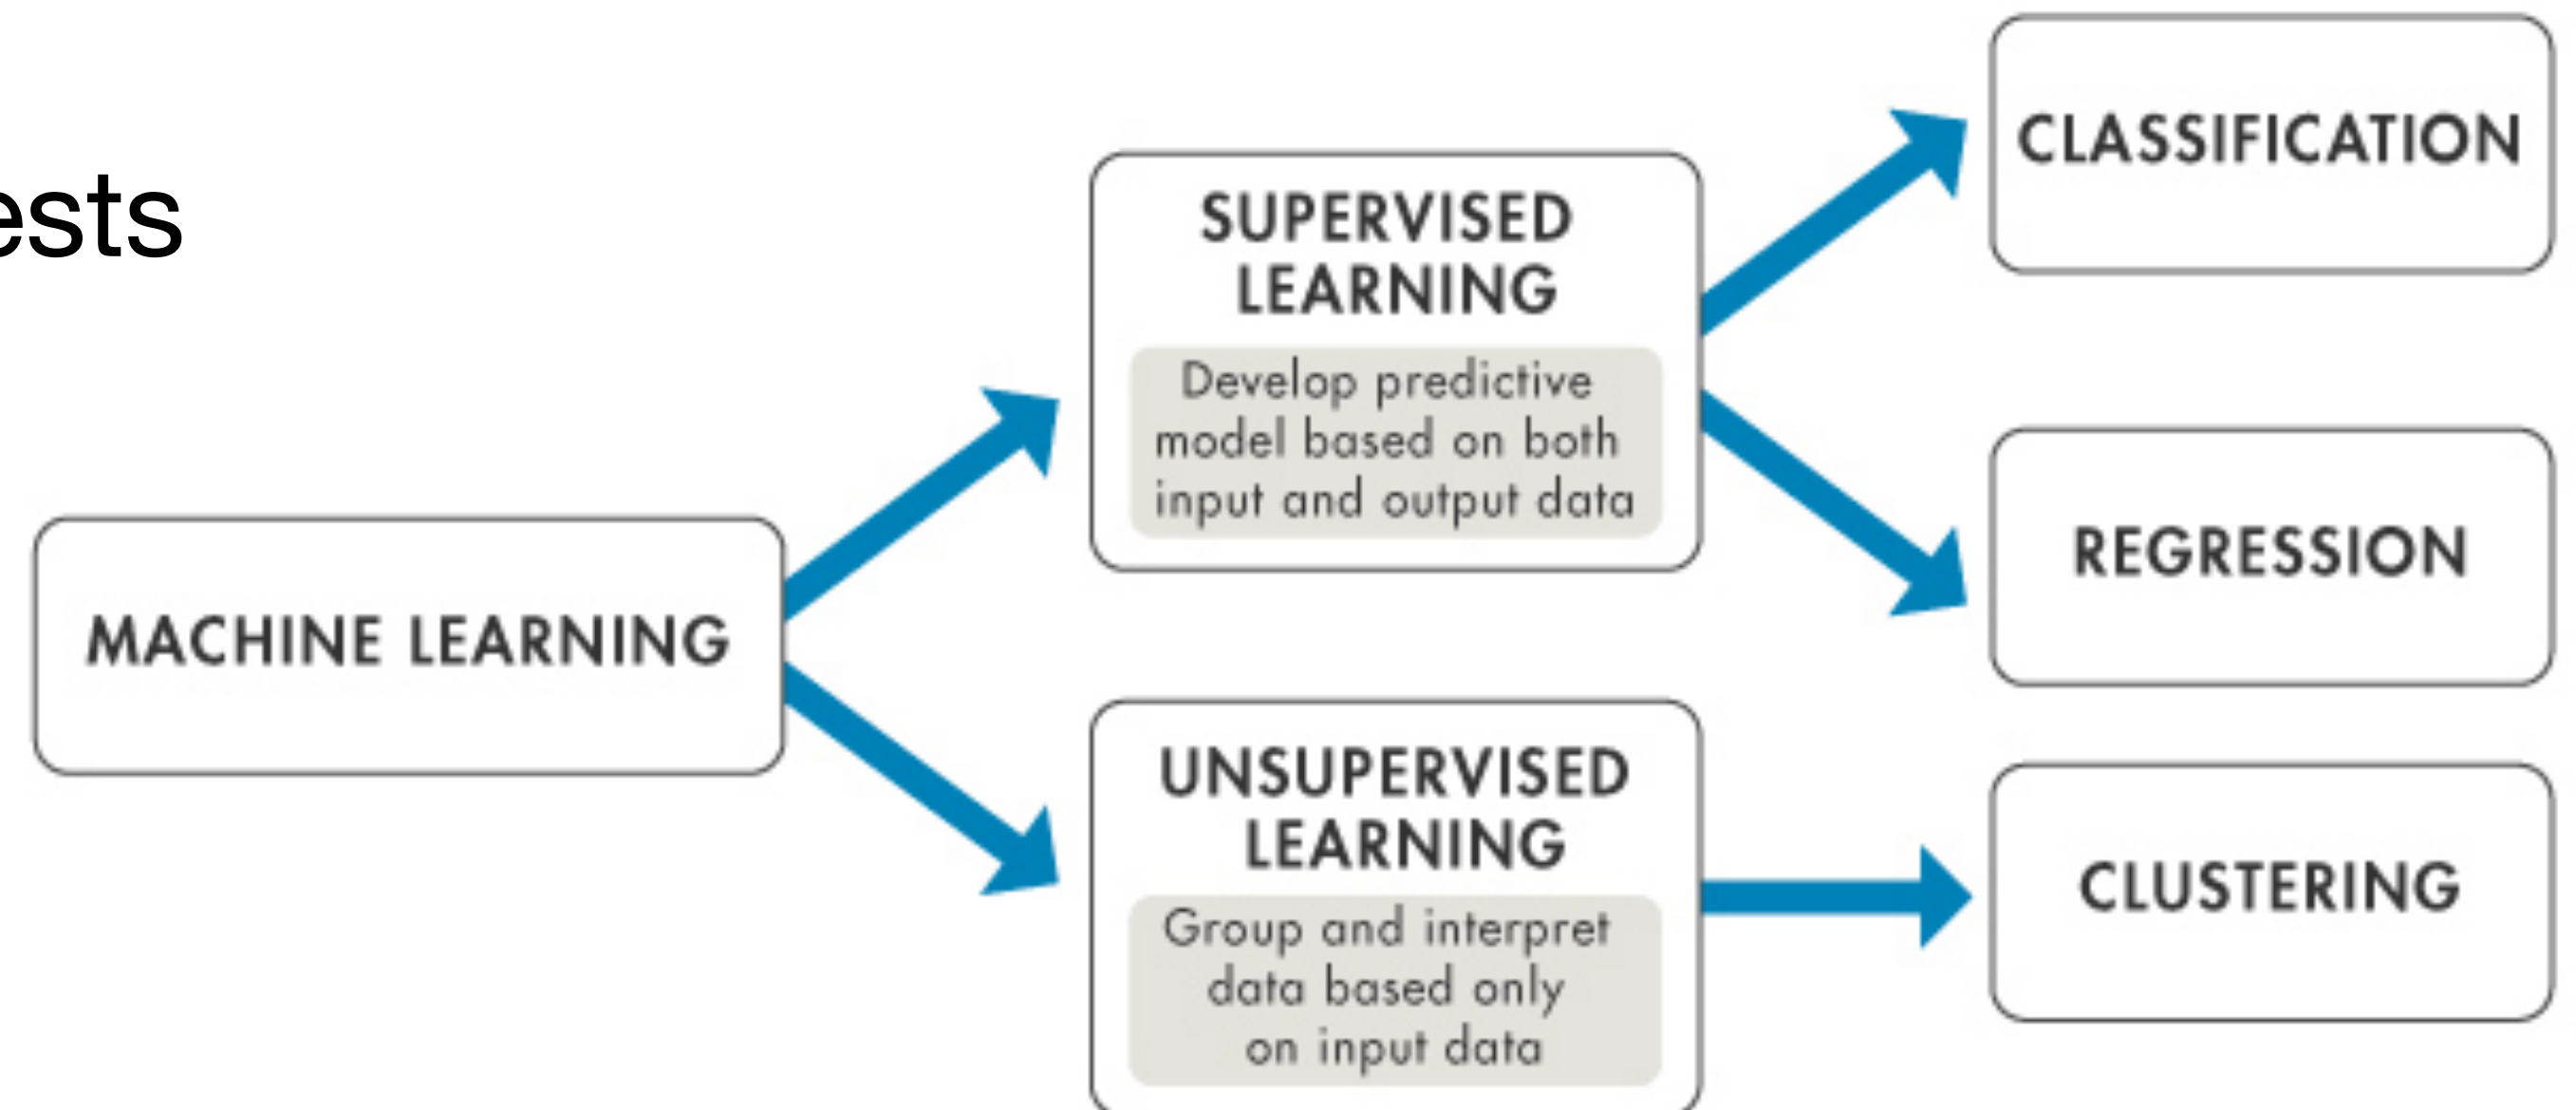 ests
MACHINE LEARNING
SUPERVISED
LEARNING
Develop predictive
model based on both
input and output data
UNSUPERVISED
LEARNING
Group and interpret
data based only
on input data
CLASSIFICATION
REGRESSION
CLUSTERING